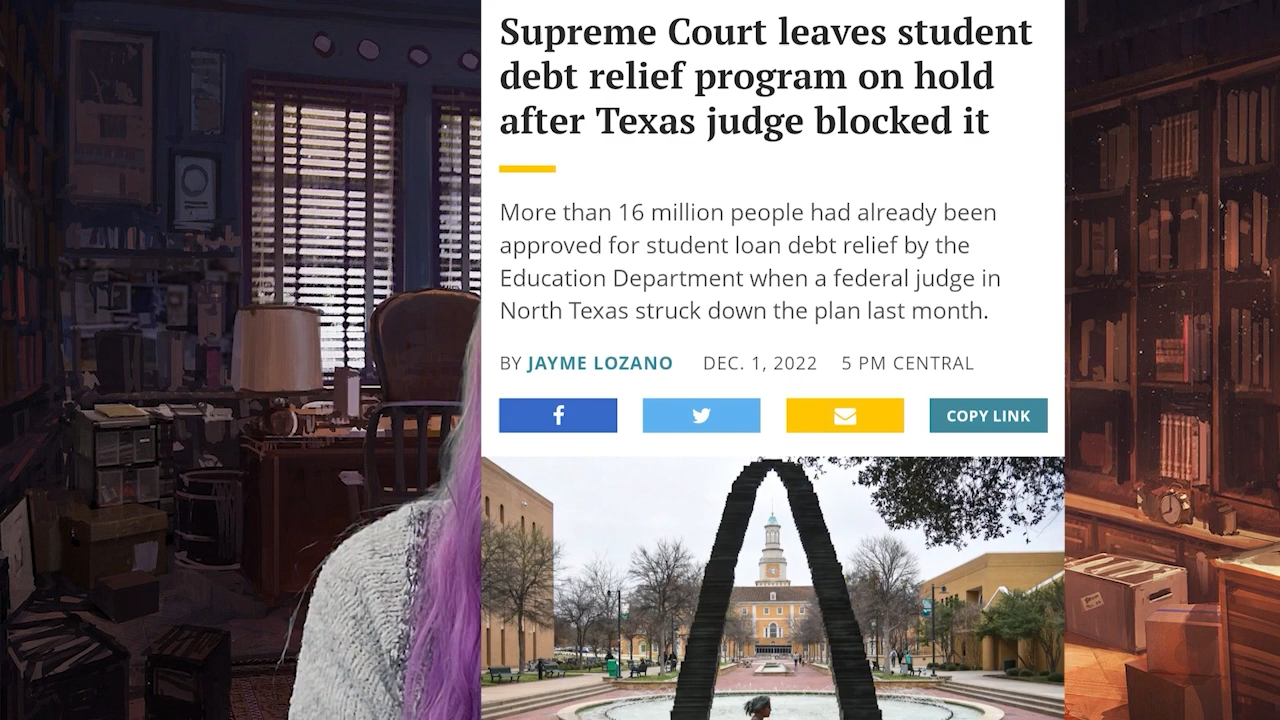 Supreme Court leaves student
debt relief program on hold
after Texas judge blocked it
More than 16 million people had already been
approved for student loan debt relief by the
Education Department when a federal judge in
North Texas struck down the plan last month.
BY JAYME LOZANO DEC. 1, 2022 5 PM CENTRAL
COPY LINK